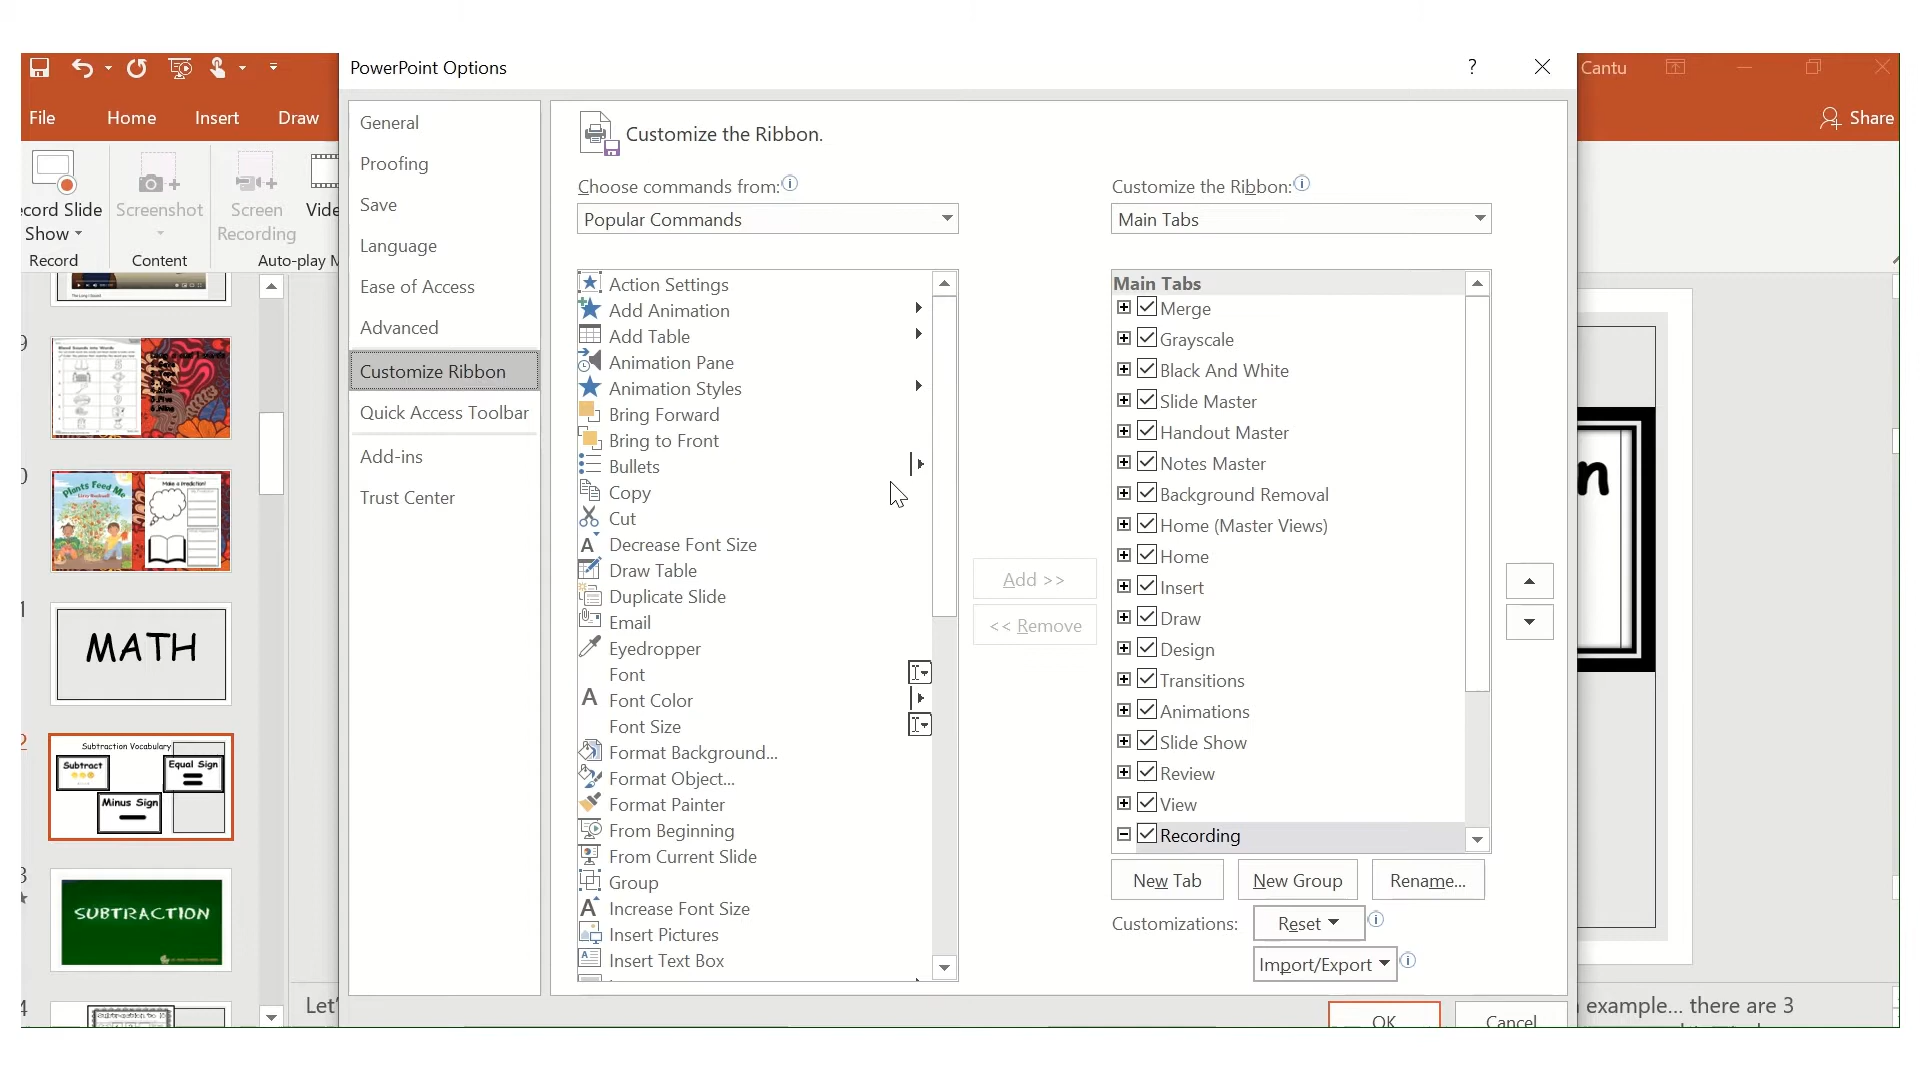 PowerPoint Options
?
Cantu
File
Home
Insert
Draw
Share
Screenshot
Screen
Recording
Show
Record
Content
General
Proofing
Save
Language
Ease of Access
Advanced
Customize Ribbon
Quick Access Toolbar
Add-ins
Trust Center
Customize the Ribbon.
Choose commands from:
Popular Commands
Action Settings
Add Animation
Add Table
Animation Pane
Animation Styles
Bring Forward
Bring to Front
Bullets
Copy
Cut
Decrease Font Size
Draw Table
Duplicate Slide
Email
Eyedropper
Font
Font Color
Font Size
Format Background...
Format Object...
Format Painter
From Beginning
From Current Slide
Group
Increase Font Size
Insert Pictures
Insert Text Box
Add >>
<< Remove
Customize the Ribbon:
Main Tabs
Main Tabs
Merge
Grayscale
Black And White
Slide Master
Handout Master
Notes Master
Background Removal
Home (Master Views)
Home
Insert
Draw
Design
Transitions
Animations
Slide Show
Review
View
Recording
New Tab
New Group
Rename...
Customizations:
Reset
Import/Export
OK
Cancel
Plants Feed Me
Make a Prediction!
MATH
Subtraction Vocabulary
Subtract
Equal Sign
Minus Sign
SUBTRACTION
example... there are 3